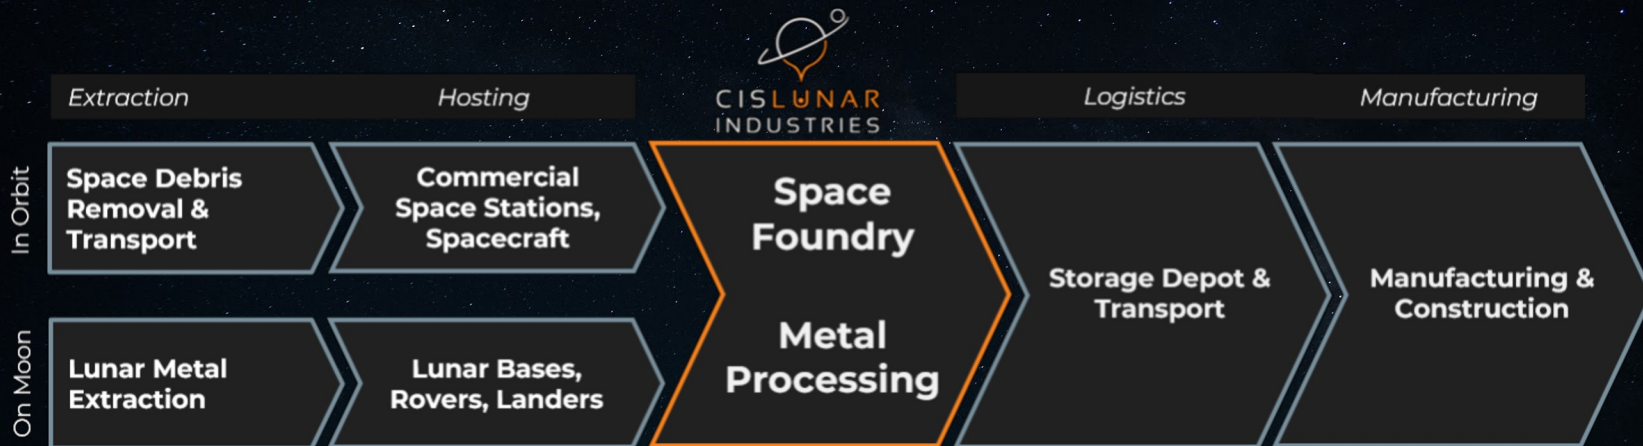 CISLUNAR
INDUSTRIES
Extraction
Hosting
Logistics
Manufacturing
In Orbit
Space Debris
Removal &
Transport
Commercial
Space Stations,
Spacecraft
Space
Foundry
Metal
Processing
Storage Depot &
Transport
Manufacturing &
Construction
On Moon
Lunar Metal
Extraction
Lunar Bases,
Rovers, Landers